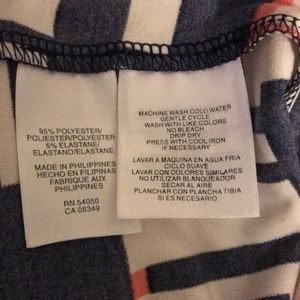 95% POLYESTER/
POLIESTER/POLYESTER
5% ELASTANE/
ELASTANO/ELASTANE
MADE IN PHILIPPINES
HECHO EN FILIPINAS
FABRIQUE AUX
PHILIPPINES
RN 54050
CA 08349
MACHINE WASH COLD WATER
GENTLE CYCLE
WASH WITH LIKE COLORS
NO BLEACH
DRIP DRY
PRESS WITH COOL IRON
IF NECESSARY
LAVAR A MAQUINA EN AGUA FRIA
CICLO SUAVE
LAVAR CON COLORES SIMILARES
NO UTILIZAR BLANQUEADOR
SECAR AL AIRE
PLANCHAR CON PLANCHA TIBIA
SI ES NECESARIO